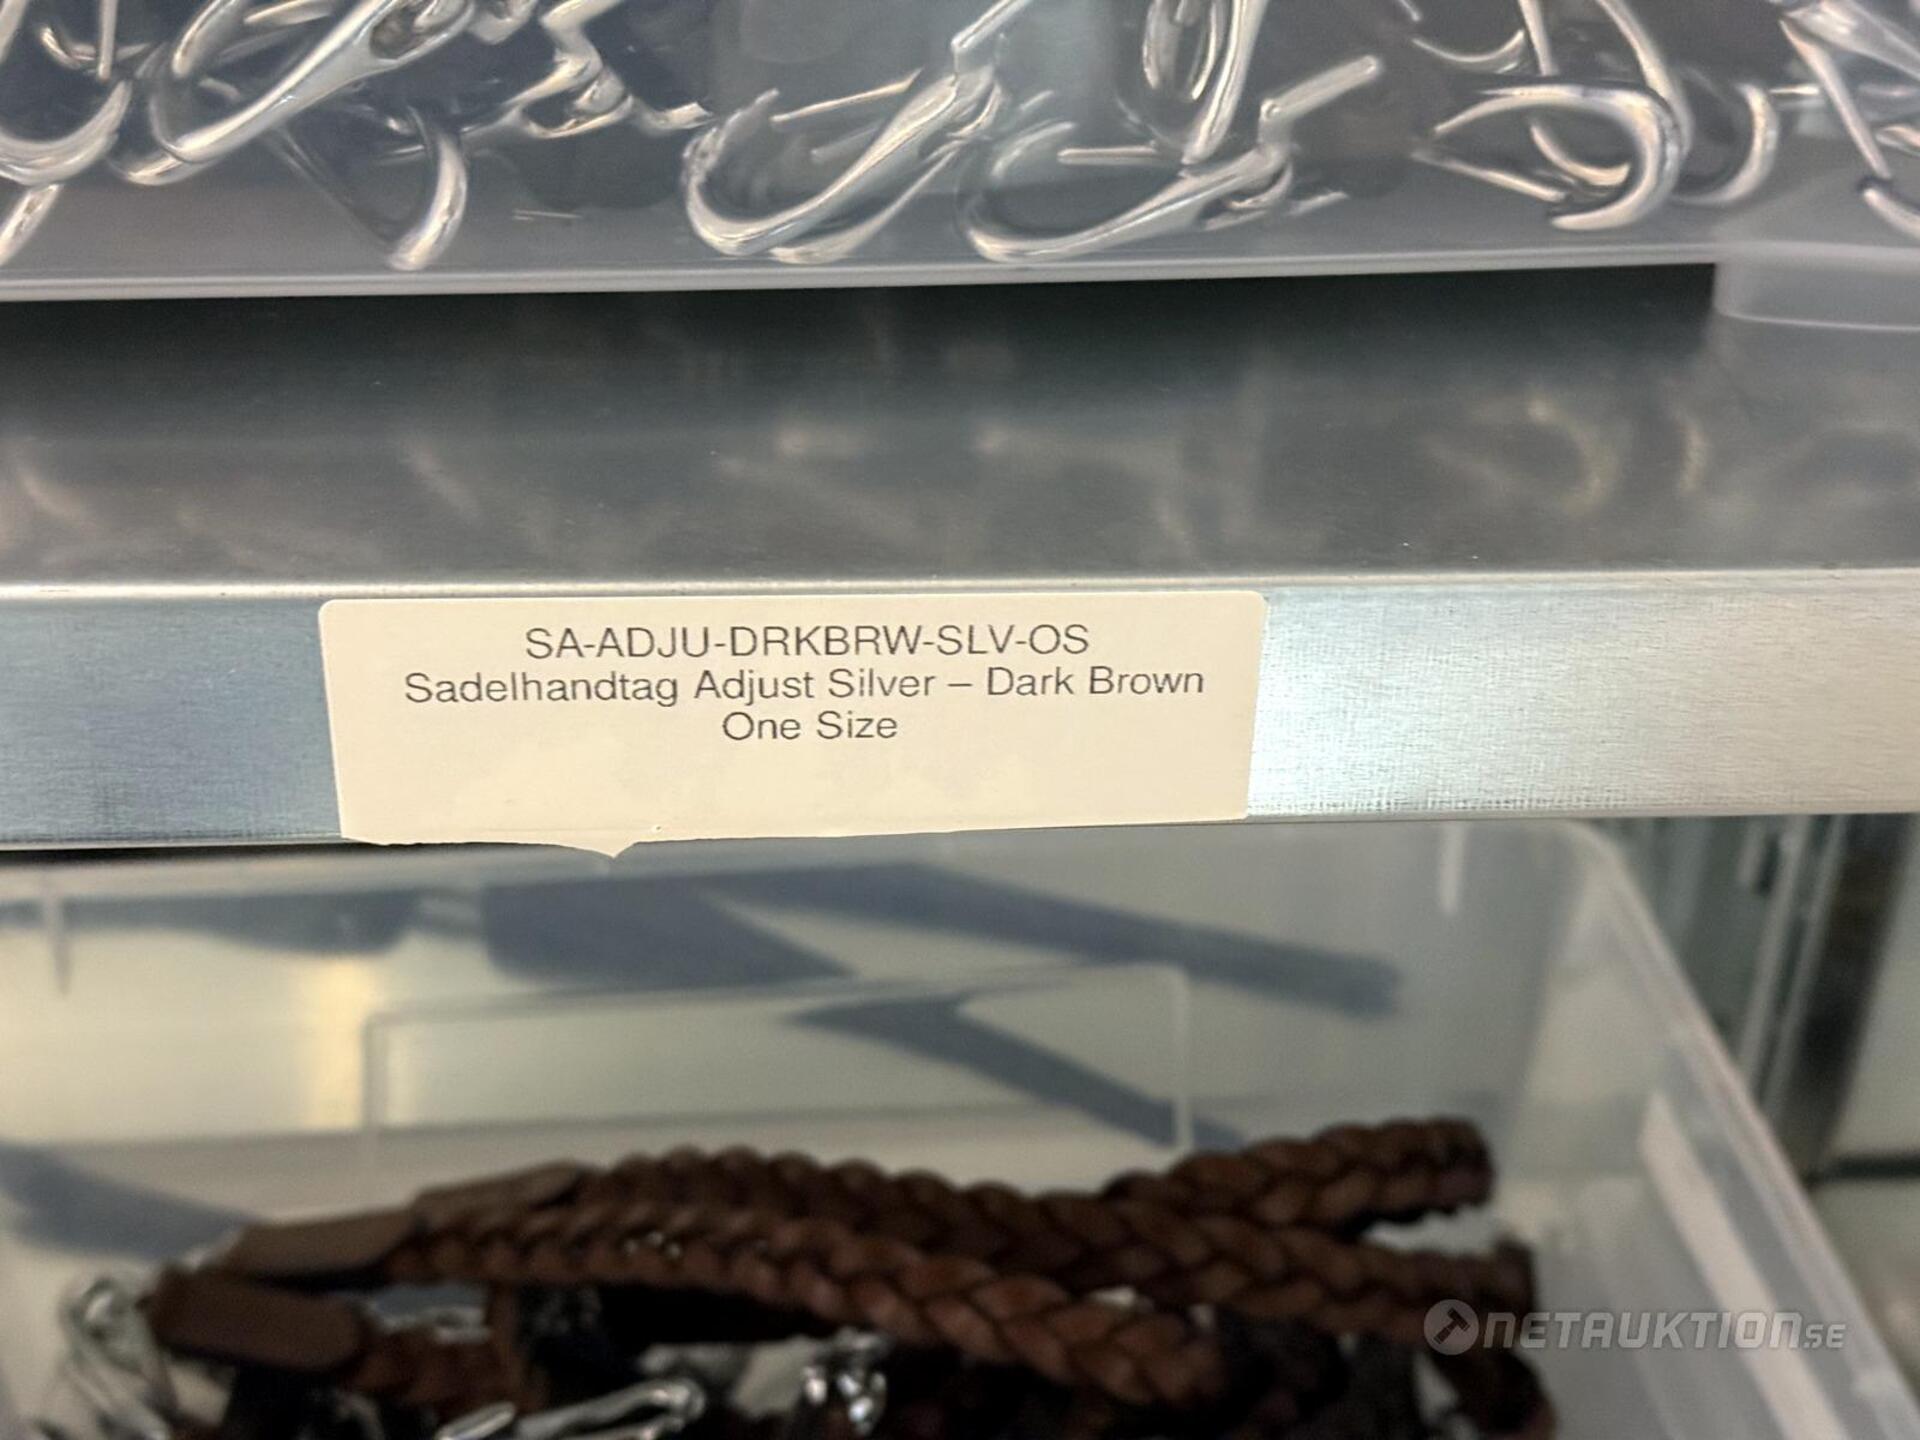 SA-ADJU-DRKBRW-SLV-OS
Sadelhandtag Adjust Silver – Dark Brown
One Size
NETAUKTION.SE